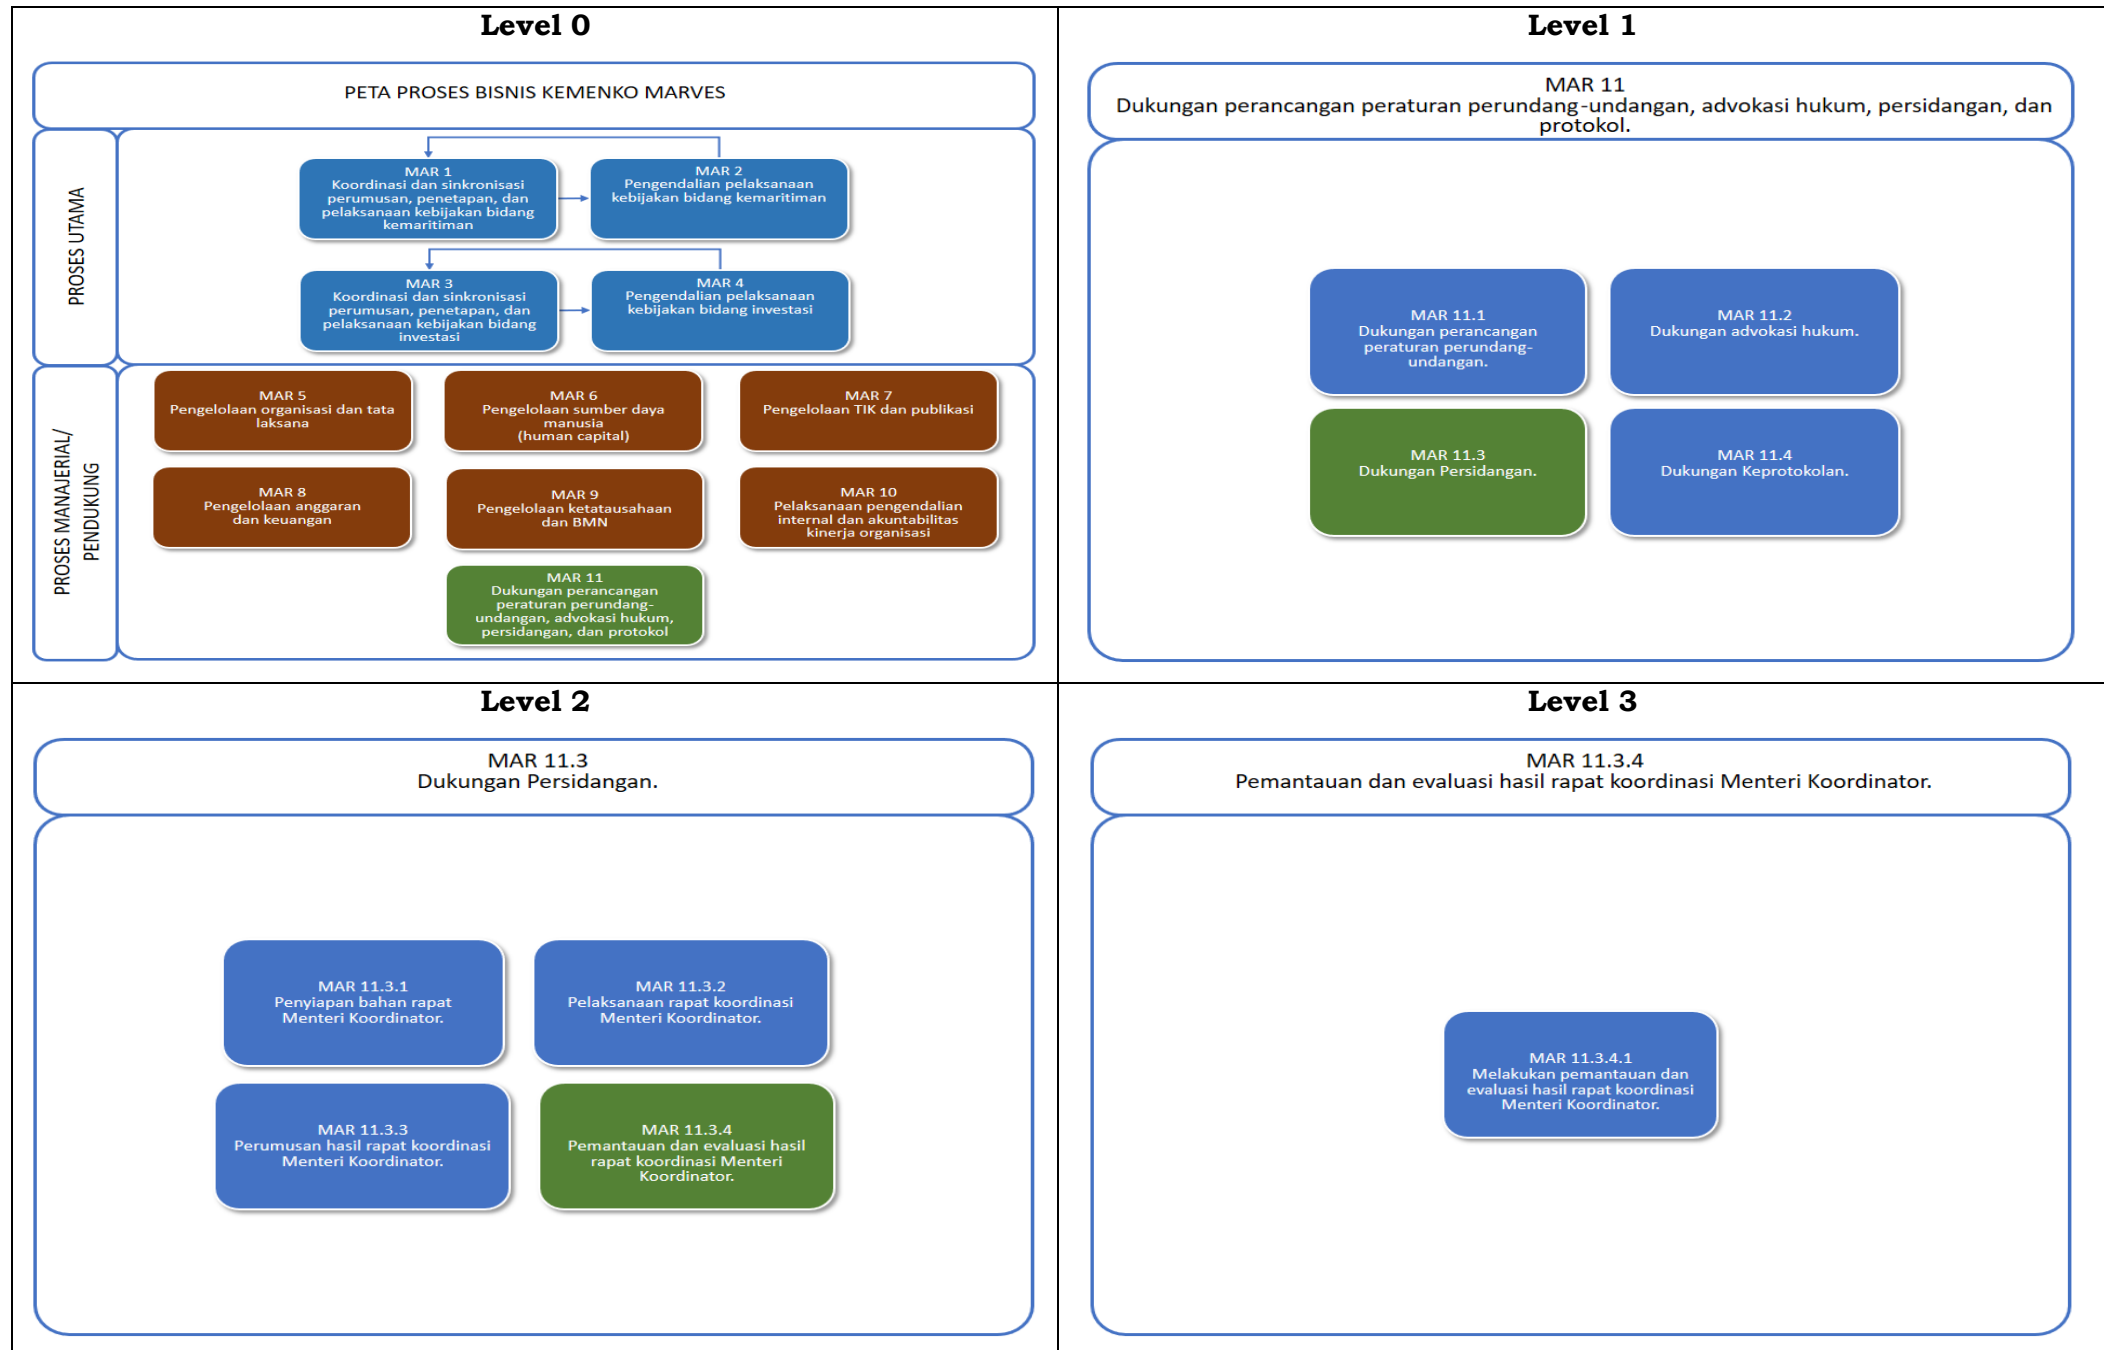 Level 0
PETA PROSES BISNIS KEMENKO MARVES
PROSES UTAMA
MAR 1
Koordinasi dan sinkronisasi
perumusan, penetapan, dan
pelaksanaan kebijakan bidang
kemaritiman
MAR 2
Pengendalian pelaksanaan
kebijakan bidang kemaritiman
MAR 3
Koordinasi dan sinkronisasi
perumusan, penetapan, dan
pelaksanaan kebijakan bidang
investasi
MAR 4
Pengendalian pelaksanaan
kebijakan bidang investasi
PROSES MANAJERIAL/
PENDUKUNG
MAR 5
Pengelolaan organisasi dan tata
laksana
MAR 6
Pengelolaan sumber daya
manusia
(human capital)
MAR 7
Pengelolaan TIK dan publikasi
MAR 8
Pengelolaan anggaran
dan keuangan
MAR 9
Pengelolaan ketatausahaan
dan BMN
MAR 10
Pelaksanaan pengendalian
internal dan akuntabilitas
kinerja organisasi
MAR 11
Dukungan perancangan
peraturan perundang-
undangan, advokasi hukum,
persidangan, dan protokol
Level 1
MAR 11
Dukungan perancangan peraturan perundang-undangan, advokasi hukum, persidangan, dan
protokol.
MAR 11.1
Dukungan perancangan
peraturan perundang-
undangan.
MAR 11.2
Dukungan advokasi hukum.
MAR 11.3
Dukungan Persidangan.
MAR 11.4
Dukungan Keprotokolan.
Level 2
MAR 11.3
Dukungan Persidangan.
MAR 11.3.1
Penyiapan bahan rapat
Menteri Koordinator.
MAR 11.3.2
Pelaksanaan rapat koordinasi
Menteri Koordinator.
MAR 11.3.3
Perumusan hasil rapat koordinasi
Menteri Koordinator.
MAR 11.3.4
Pemantauan dan evaluasi hasil
rapat koordinasi Menteri
Koordinator.
Level 3
MAR 11.3.4
Pemantauan dan evaluasi hasil rapat koordinasi Menteri Koordinator.
MAR 11.3.4.1
Melakukan pemantauan dan
evaluasi hasil rapat koordinasi
Menteri Koordinator.